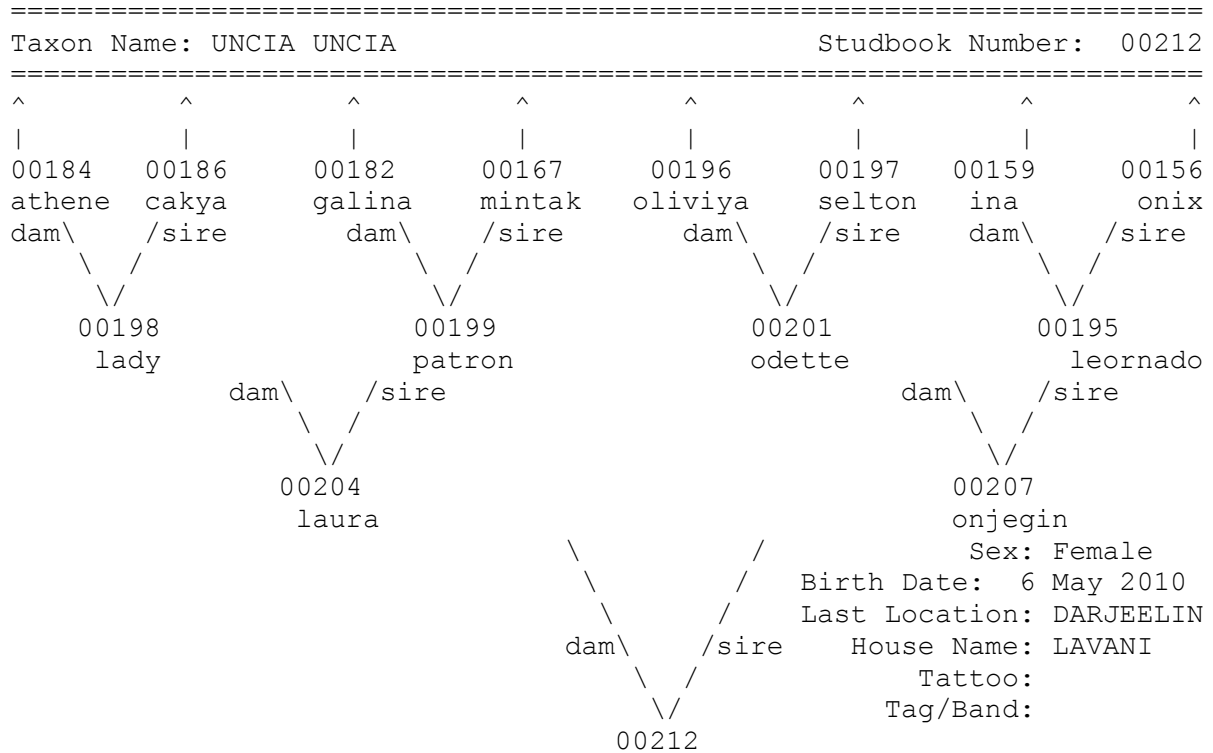 =======================================================================
Taxon Name: UNCIA UNCIA                         Studbook Number:  00212
=======================================================================
^         ^         ^         ^         ^         ^         ^         ^
|         |         |         |         |         |         |         |
00184   00186     00182     00167     00196     00197   00159     00156
athene  cakya     galina    mintak   oliviya    selton   ina       onix
dam\    /sire       dam\    /sire       dam\    /sire   dam\    /sire
    \  /                \  /                \  /            \  /
     \/                  \/                  \/              \/
    00198               00199               00201            00195
     lady               patron              odette             leornado
             dam\    /sire                           dam\    /sire
                 \  /                                    \  /
                  \/                                      \/
                00204                                   00207
                 laura                                  onjegin
                                 \         /            Sex: Female
                                  \       /   Birth Date:  6 May 2010
                                   \     /    Last Location: DARJEELIN
                                 dam\    /sire   House Name: LAVANI
                                     \  /            Tattoo:
                                      \/           Tag/Band:
                                    00212